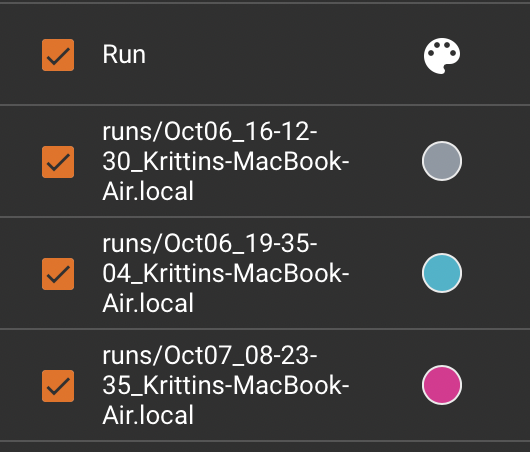 Run
runs/Oct06_16-12-
30_Krittins-MacBook-
Air.local
runs/Oct06_19-35-
04_Krittins-MacBook-
Air.local
runs/Oct07_08-23-
35_Krittins-MacBook-
Air.local